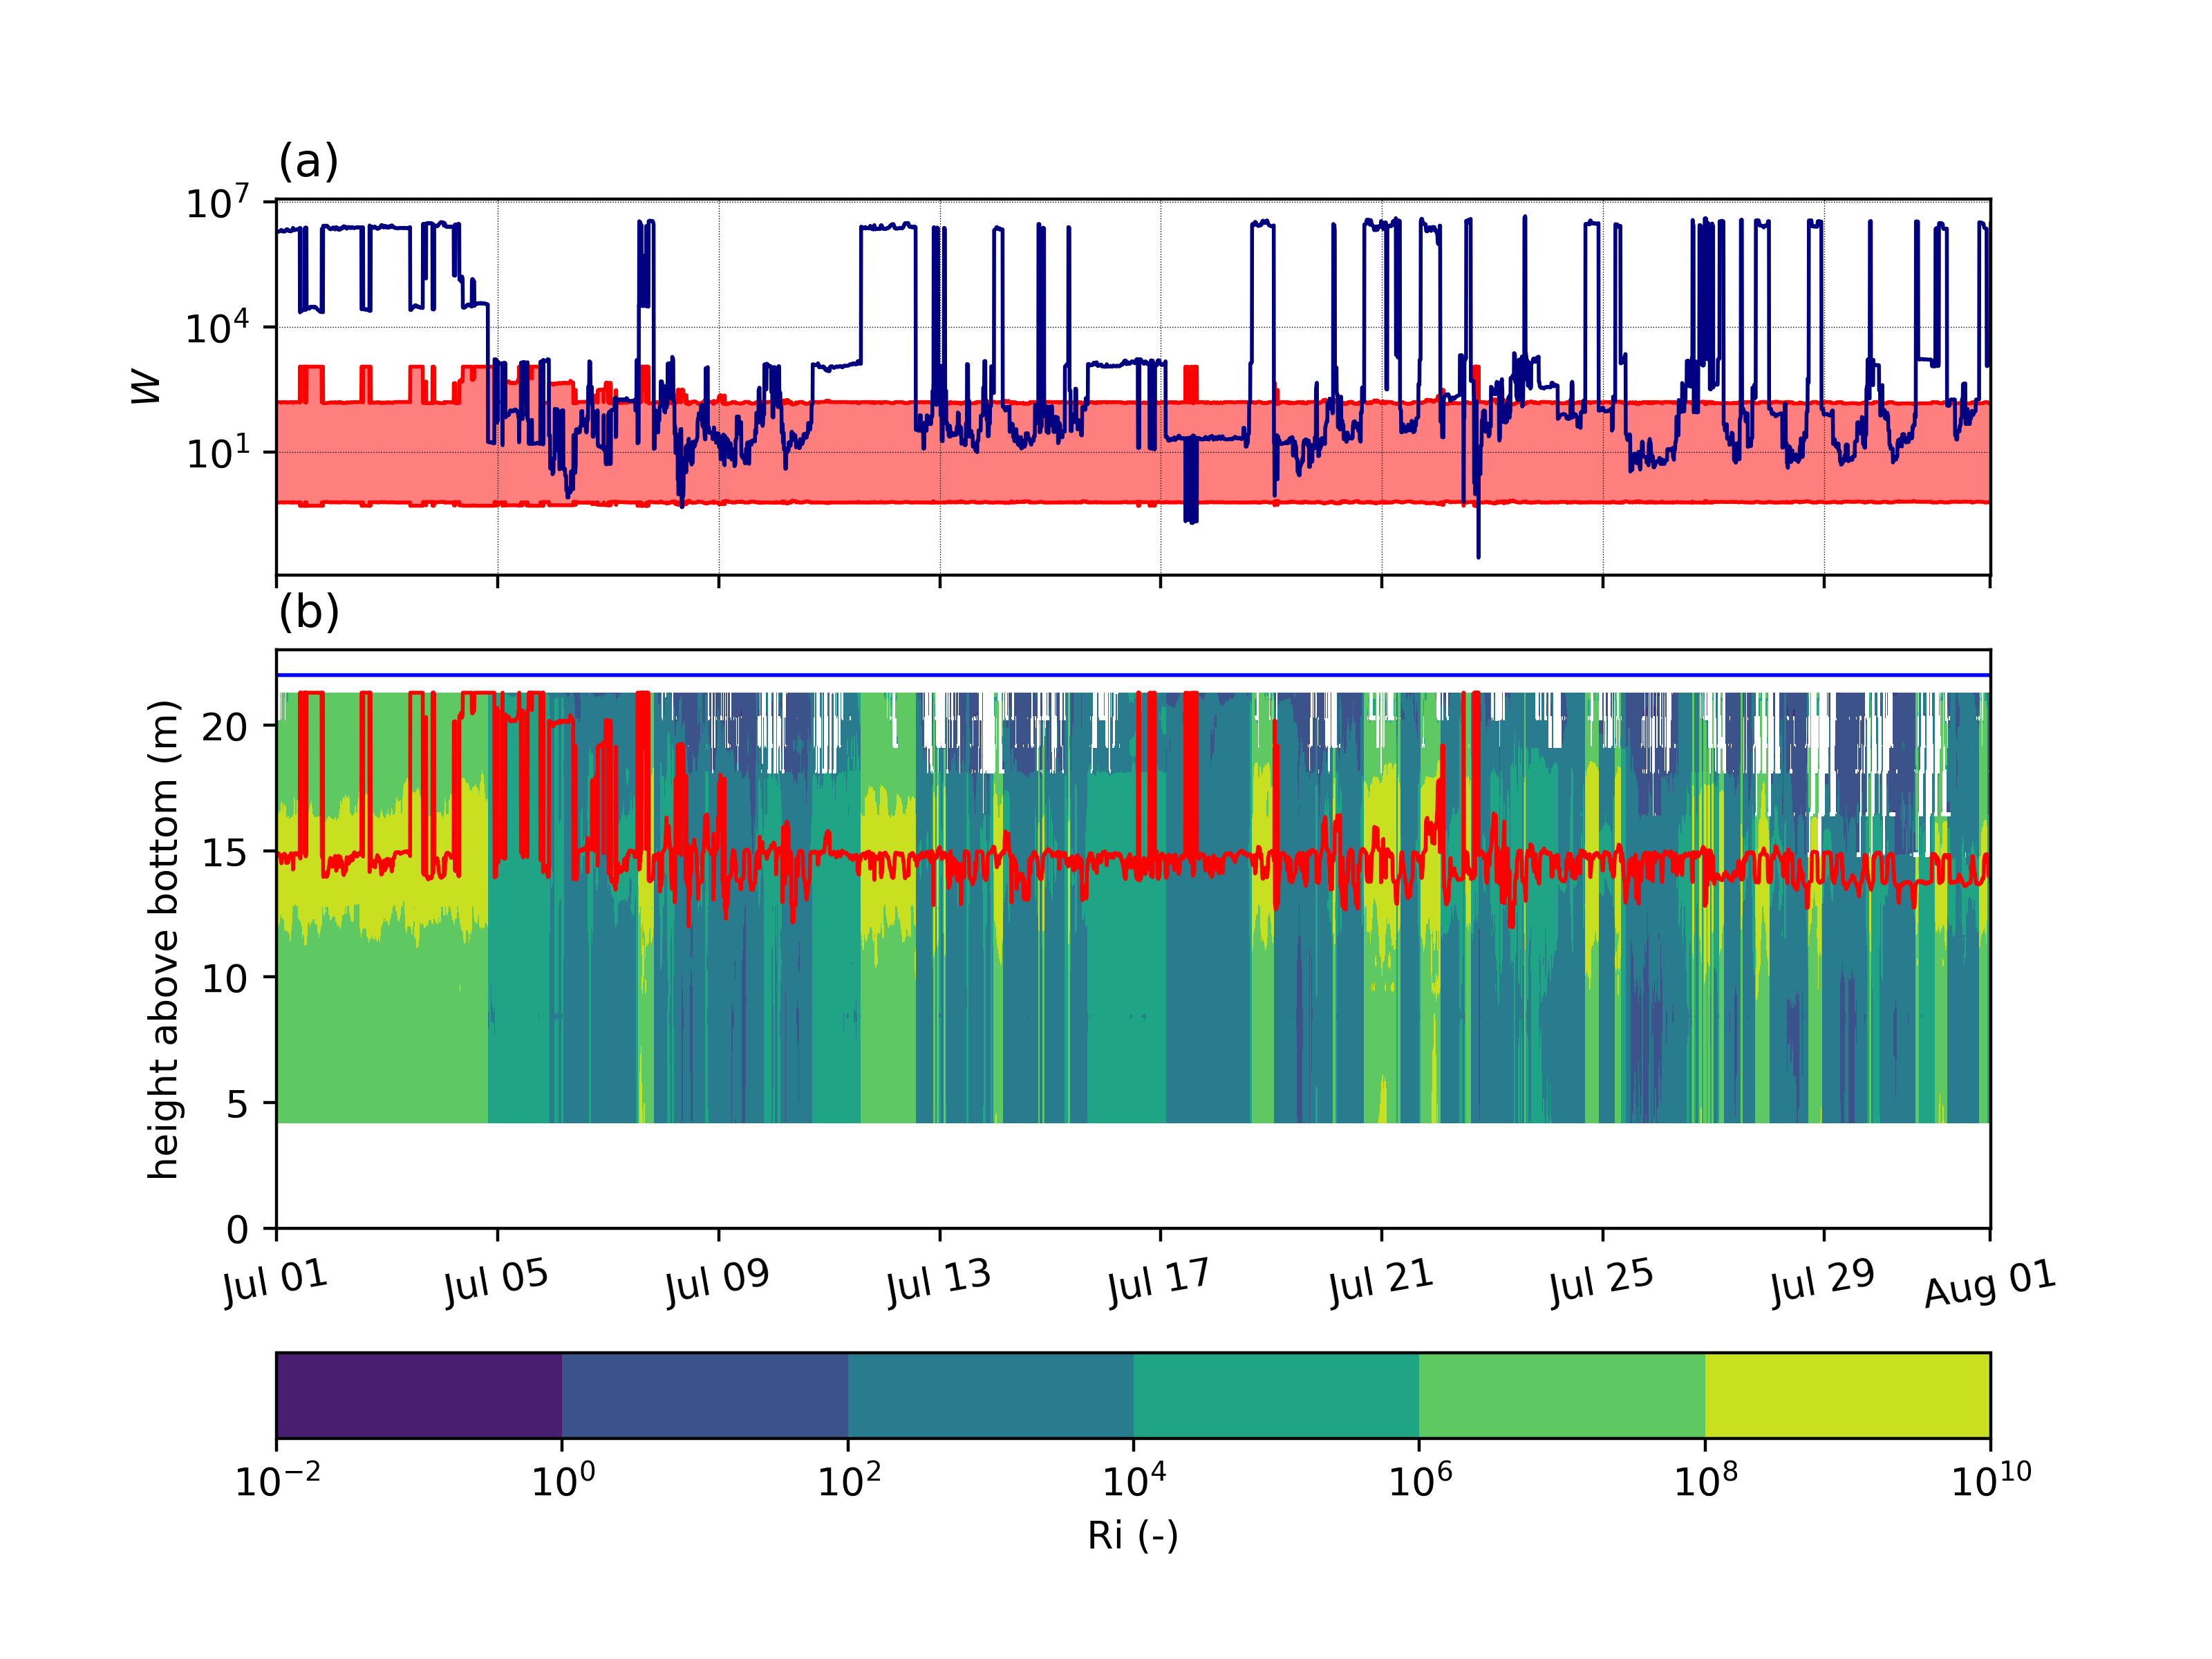 (a)
10^7
10^4
10^1
W
(b)
20
15
10
5
0
height above bottom (m)
Jul 01 Jul 05 Jul 09 Jul 13 Jul 17 Jul 21 Jul 25 Jul 29 Aug 01
10^−2 10^0 10^2 10^4 10^6 10^8 10^10
Ri (-)